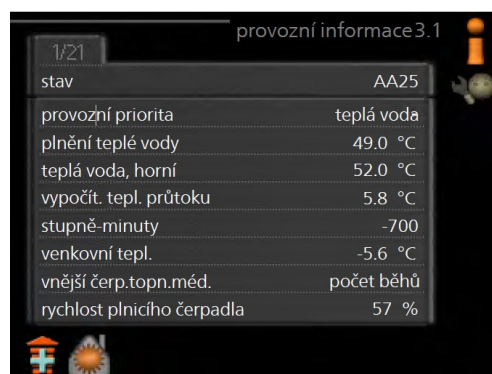 provozní informace 3.1
1/21
stav AA25
provozní priorita teplá voda
plnění teplé vody 49.0 °C
teplá voda, horní 52.0 °C
vypočít. tepl. průtoku 5.8 °C
stupně-minuty -700
venkovní tepl. -5.6 °C
vnější čerp.topn.méd. počet běhů
rychlost plnicího čerpadla 57 %